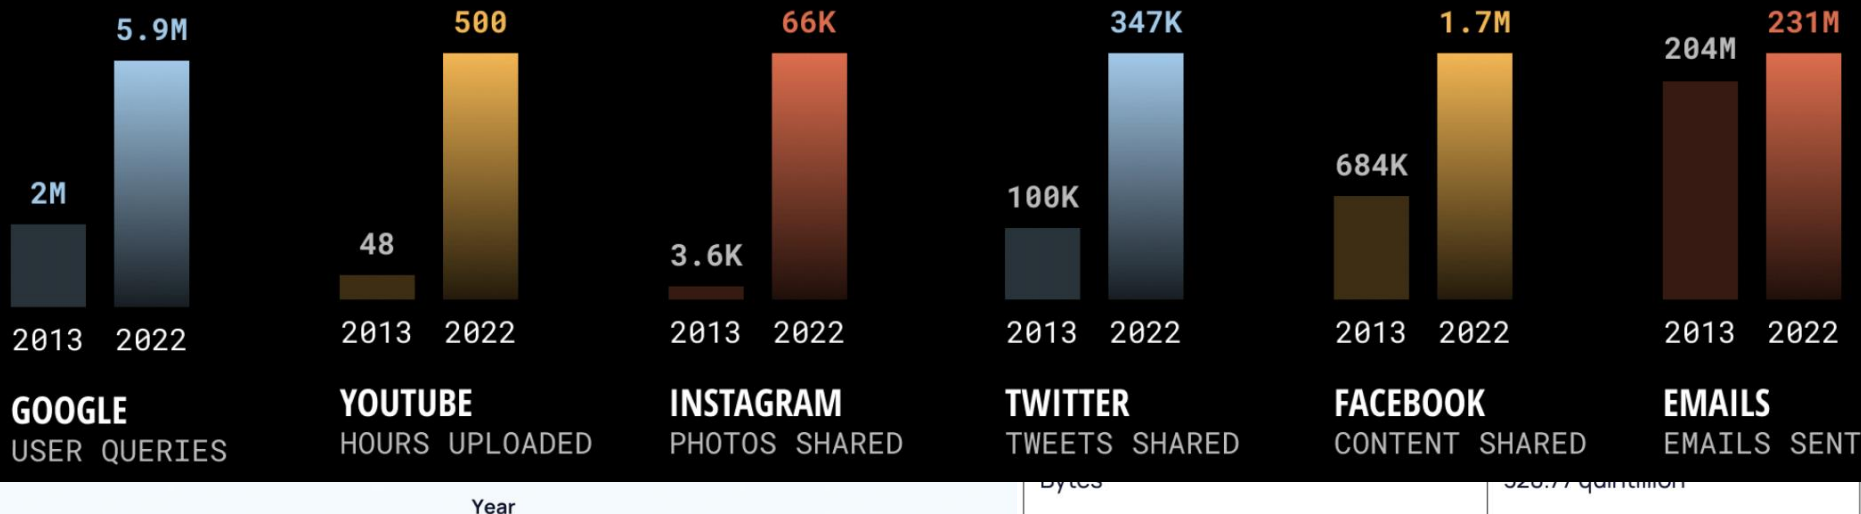 5.9M
2M
2013 2022
GOOGLE
USER QUERIES
500
48
2013 2022
YOUTUBE
HOURS UPLOADED
66K
3.6K
2013 2022
INSTAGRAM
PHOTOS SHARED
347K
100K
2013 2022
TWITTER
TWEETS SHARED
1.7M
684K
2013 2022
FACEBOOK
CONTENT SHARED
231M
204M
2013 2022
EMAILS
EMAILS SENT
Year
Bytes